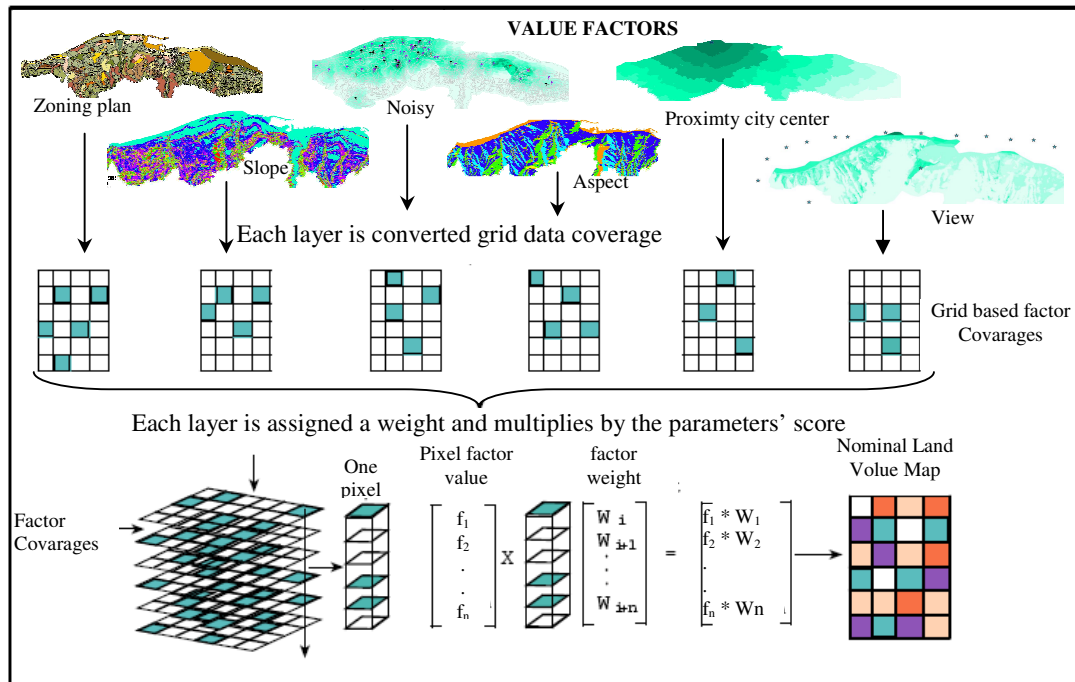 VALUE FACTORS
Zoning plan
Noisy
Proximty city center
Slope
Aspect
View
Each layer is converted grid data coverage
Grid based factor
Covarages
Each layer is assigned a weight and multiplies by the parameters' score
One
pixel
Pixel factor
value
factor
weight
Nominal Land
Volue Map
Factor
Covarages
f1
f2
.
.
fn
X
W i
W i+1
.
.
W i+n
=
f1 * W1
f2 * W2
.
.
fn * Wn